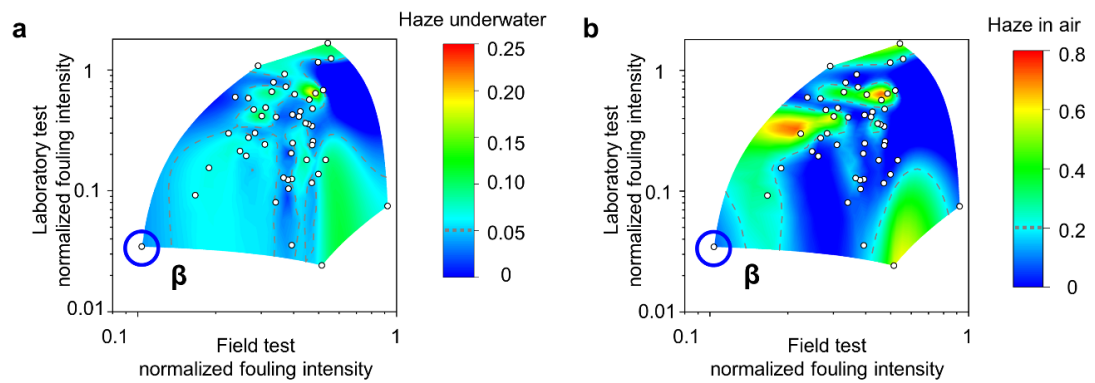 a
Haze underwater
Laboratory test
normalized fouling intensity
1
0.1
0.01
0.1
1
Field test
normalized fouling intensity
β
0.25
0.20
0.15
0.10
0.05
0
b
Haze in air
Laboratory test
normalized fouling intensity
1
0.1
0.01
0.1
1
Field test
normalized fouling intensity
β
0.8
0.6
0.4
0.2
0